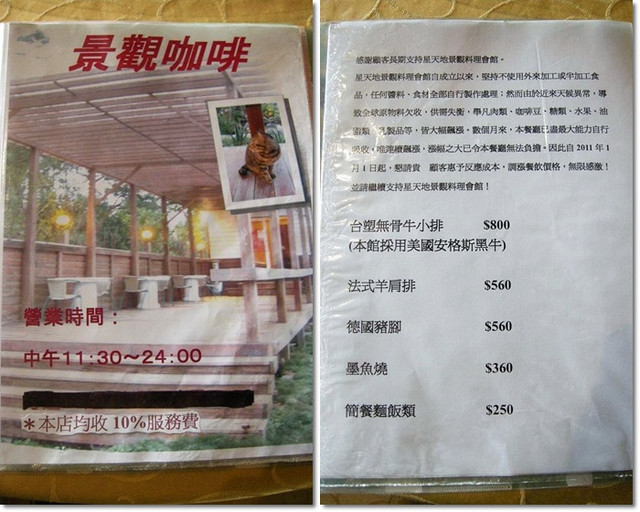 景觀咖啡
營業時間：
中午11:30～24:00
＊本店均收 10%服務費
感謝顧客長期支持星天地景觀料理會館。
星天地景觀料理會館自成立以來，堅持不使用外來加工或半加工食
品，任何醬料、食材全部自行製作處理；然而由於近來天候異常，導
致全球原物料欠收，供需失衡，舉凡肉類、咖啡豆、糖類、水果、油
脂類、乳製品等，皆大幅飆漲，數個月來，本餐廳已盡最大能力自行
吸收，唯連續飆漲，漲幅之大已令本餐廳無法負擔。因此自 2011 年 1
月 1 日起，懇請貴　顧客惠予反應成本，調漲餐飲價格，無限感激！
並請繼續支持星天地景觀料理會館！
台塑無骨牛小排 $800
(本館採用美國安格斯黑牛)
法式羊肩排 $560
德國豬腳 $560
墨魚燒 $360
簡餐麵飯類 $250